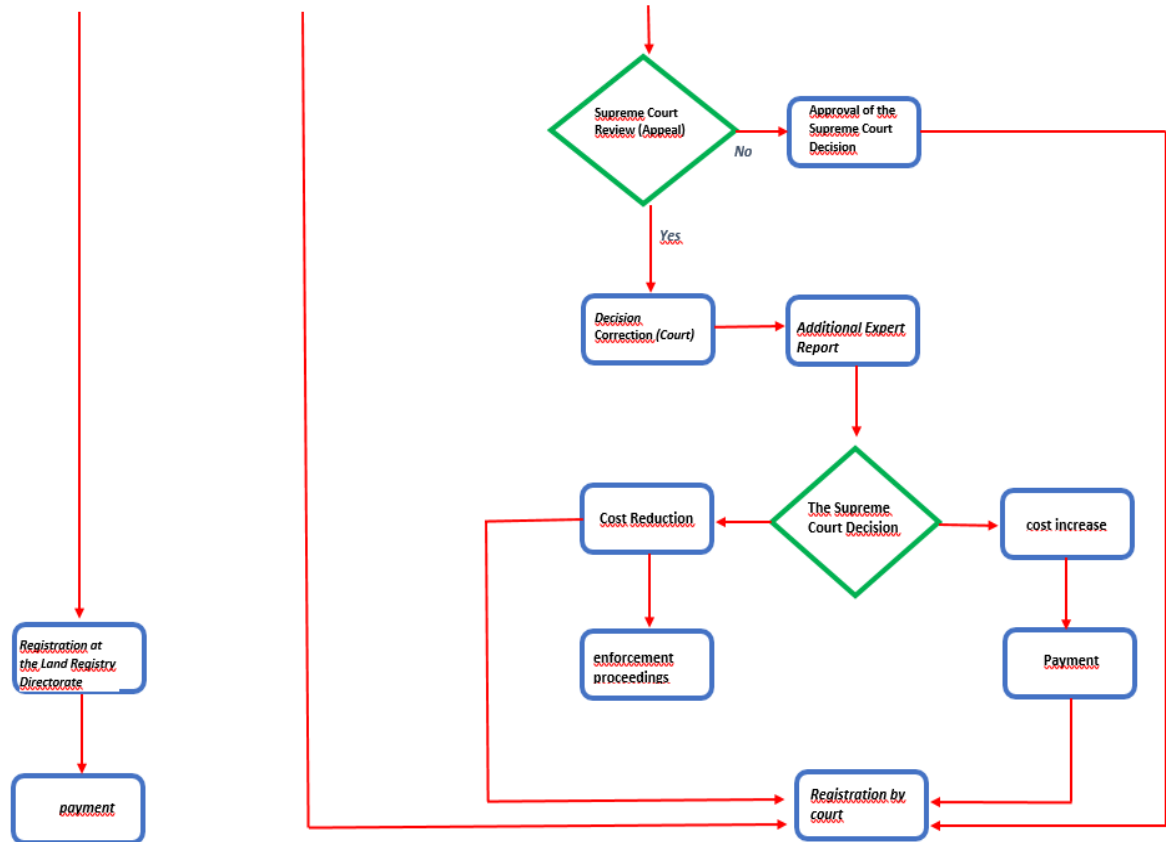 Supreme Court
Review (Appeal)
Approval of the
Supreme Court
Decision
No
Yes
Decision
Correction (Court)
Additional Expert
Report
The Supreme
Court Decision
Cost Reduction
cost increase
enforcement
proceedings
Payment
Registration at
the Land Registry
Directorate
payment
Registration by
court